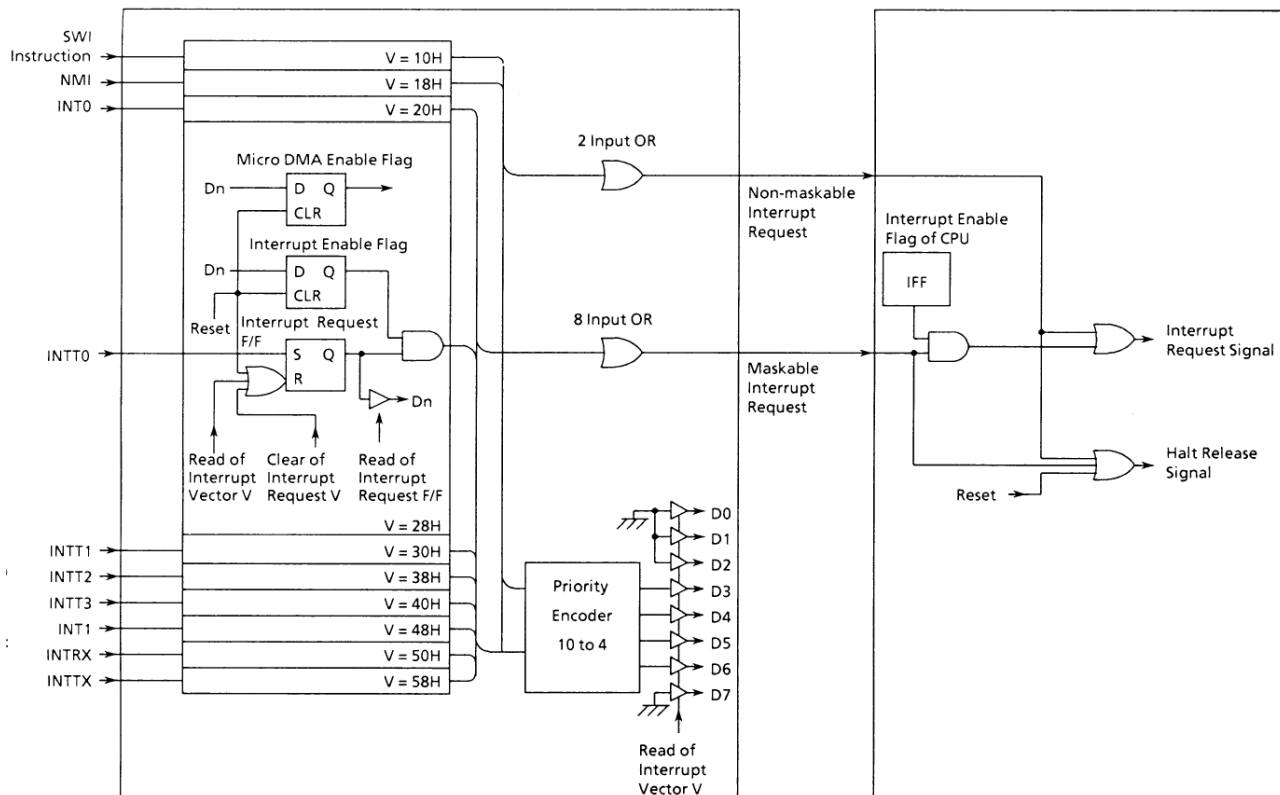 SWI
Instruction
NMI
INT0
V = 10H
V = 18H
V = 20H
Micro DMA Enable Flag
Dn
D Q
CLR
Interrupt Enable Flag
Dn
D Q
CLR
Reset
Interrupt Request
F/F
INTT0
S Q
R
Dn
Read of
Interrupt
Vector V
Clear of
Interrupt
Request V
Read of
Interrupt
Request F/F
V = 28H
INTT1
V = 30H
INTT2
V = 38H
INTT3
V = 40H
INT1
V = 48H
INTRX
V = 50H
INTTX
V = 58H
2 Input OR
8 Input OR
Priority
Encoder
10 to 4
D0
D1
D2
D3
D4
D5
D6
D7
Read of
Interrupt
Vector V
Non-maskable
Interrupt
Request
Maskable
Interrupt
Request
Interrupt Enable
Flag of CPU
IFF
Interrupt
Request Signal
Halt Release
Signal
Reset